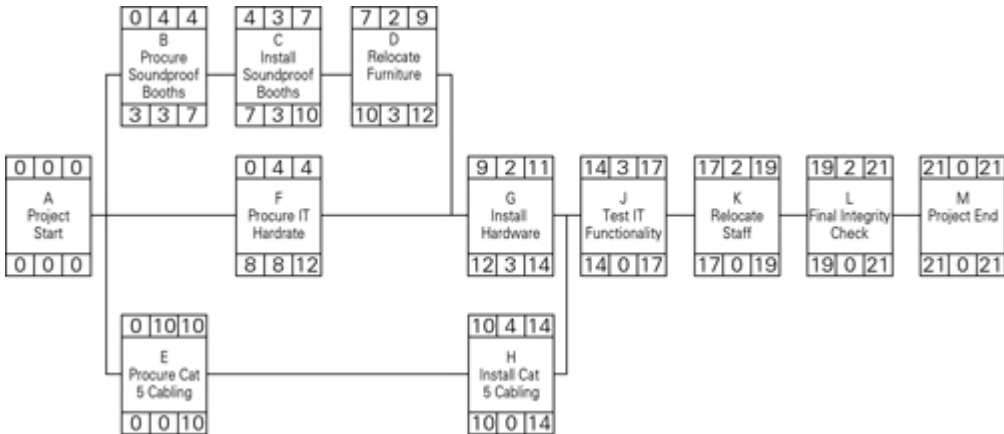 0 4 4
B
Procure
Soundproof
Booths
3 3 7
4 3 7
C
Install
Soundproof
Booths
7 3 10
7 2 9
D
Relocate
Furniture
10 3 12
0 0 0
A
Project
Start
0 0 0
0 4 4
F
Procure IT
Hardrate
8 8 12
9 2 11
G
Install
Hardware
12 3 14
14 3 17
J
Test IT
Functionality
14 0 17
17 2 19
K
Relocate
Staff
17 0 19
19 2 21
L
Final Integrity
Check
19 0 21
21 0 21
M
Project End
21 0 21
0 10 10
E
Procure Cat
5 Cabling
0 0 10
10 4 14
H
Install Cat
5 Cabling
10 0 14